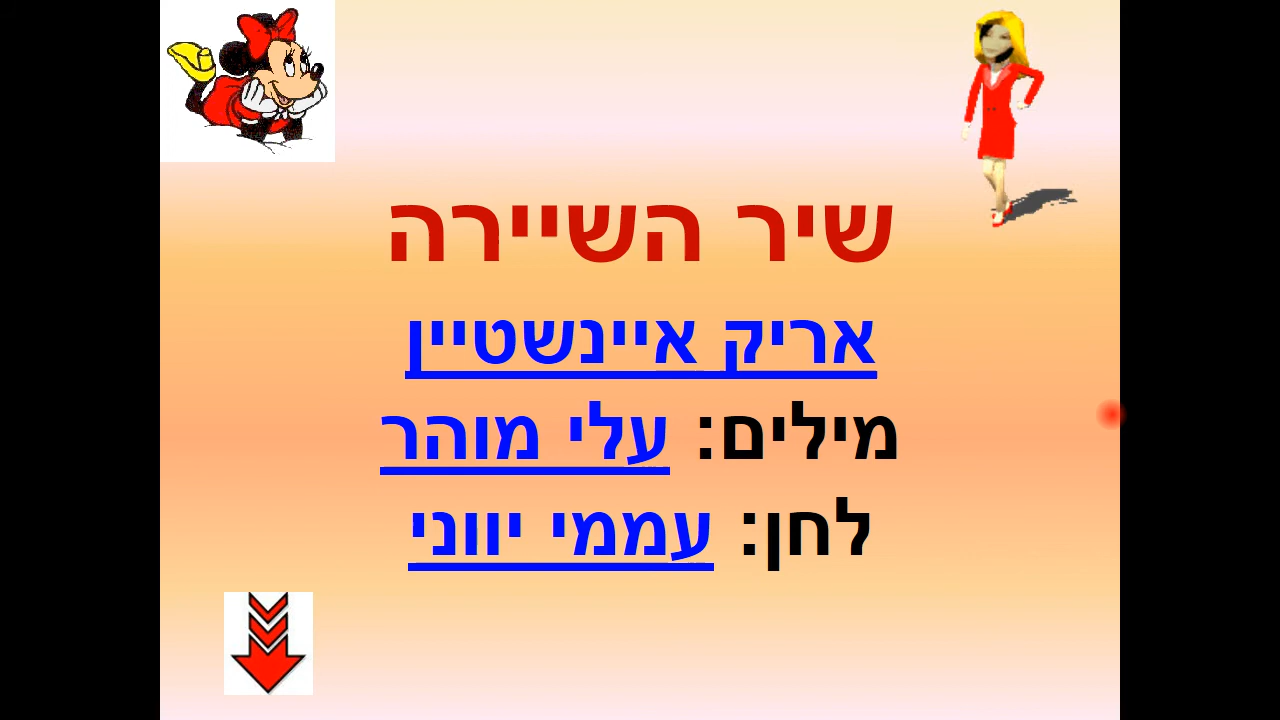 שיר השיירה
אריק איינשטיין
מילים: עלי מוהר
לחן: עממי יווני